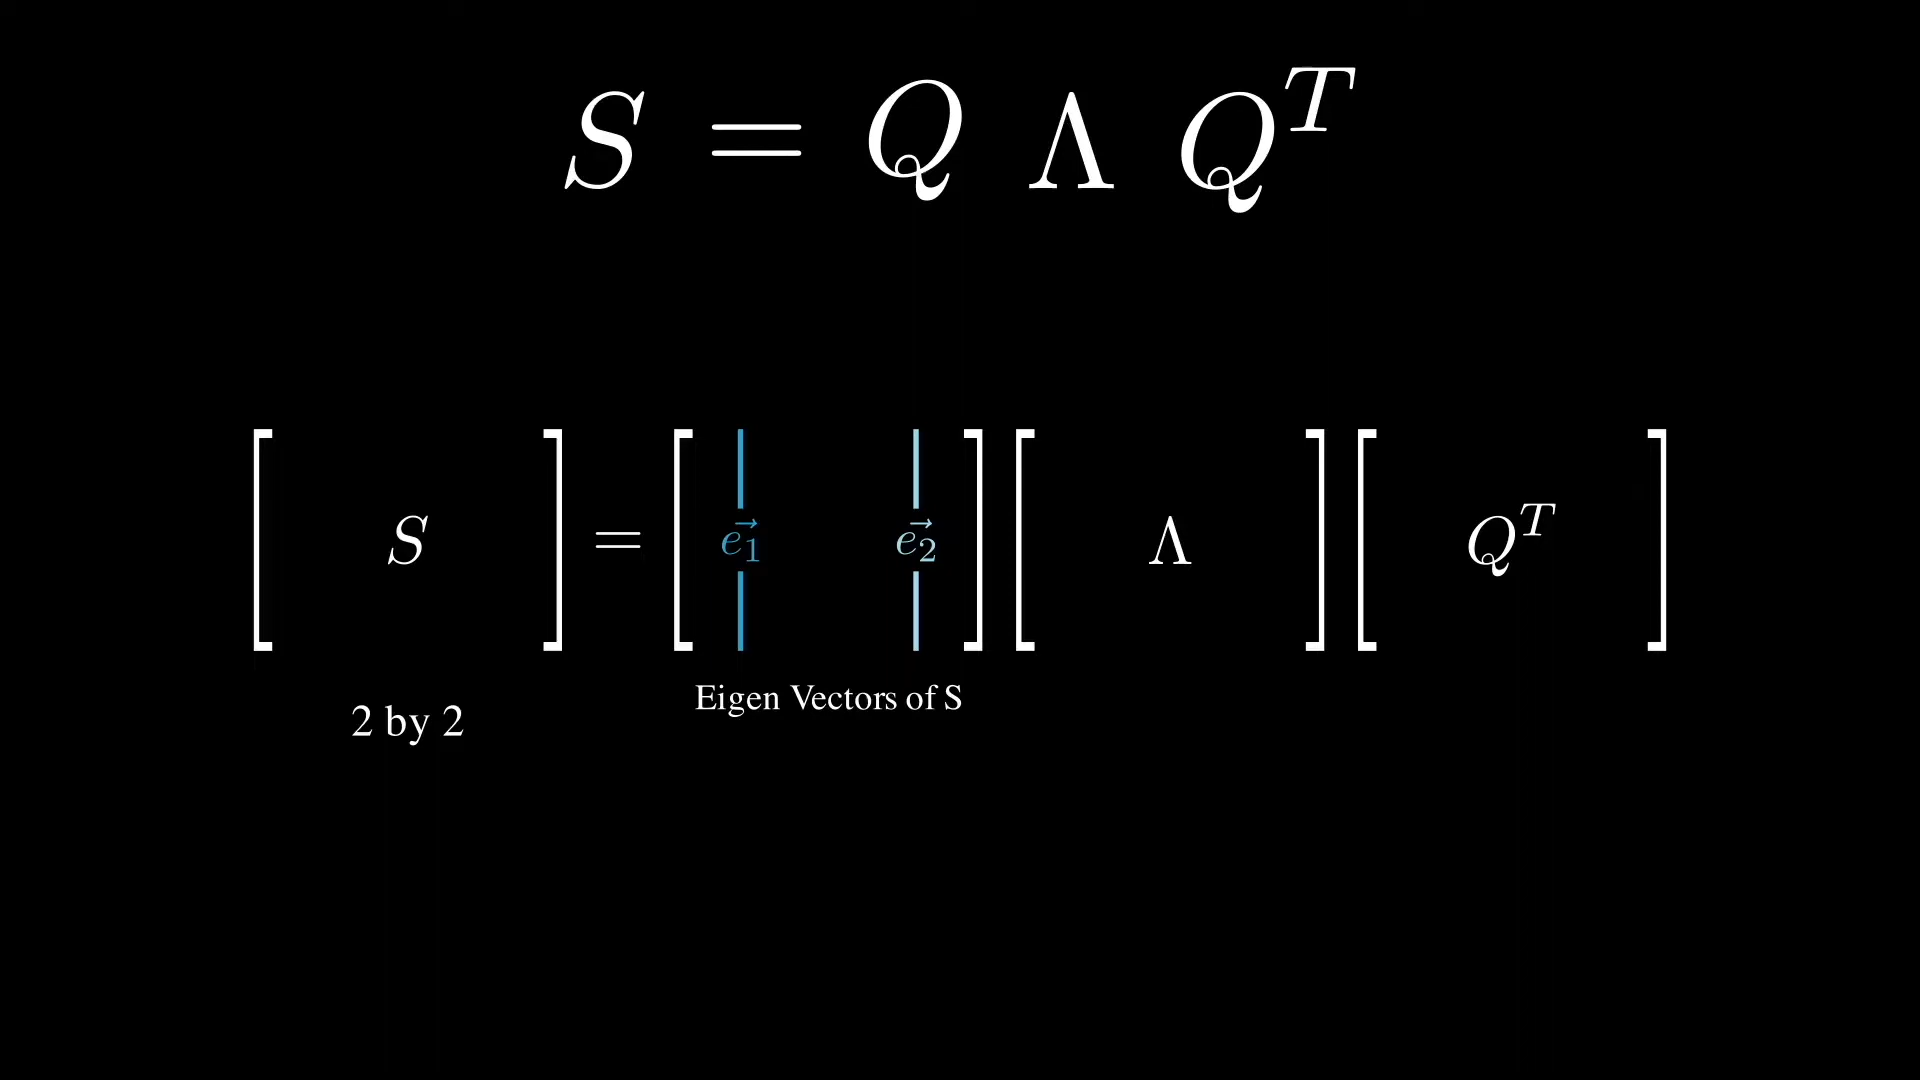 S = Q Λ Q^T
[ S ] = [ e⃗₁ e⃗₂ ] [ Λ ] [ Q^T ]
Eigen Vectors of S
2 by 2